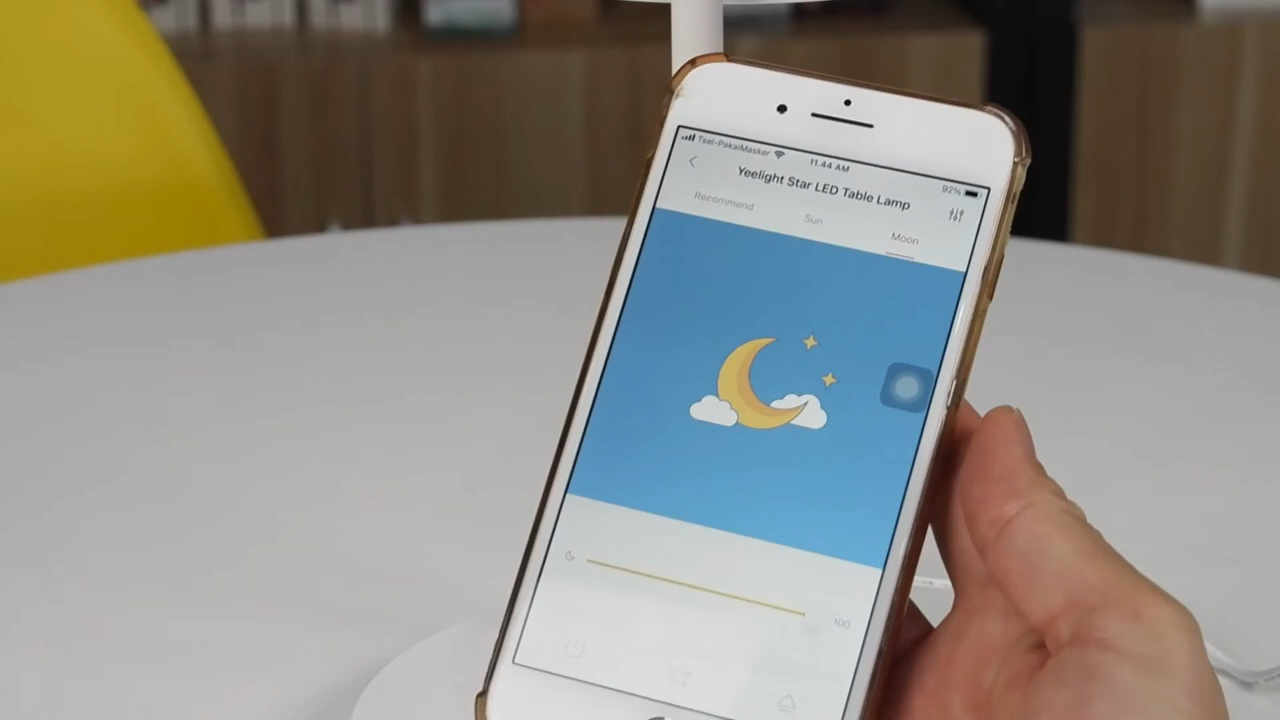 Tsel-PakaiMasker 11.44 AM 92%
Yeelight Star LED Table Lamp
Recommend Sun Moon
100